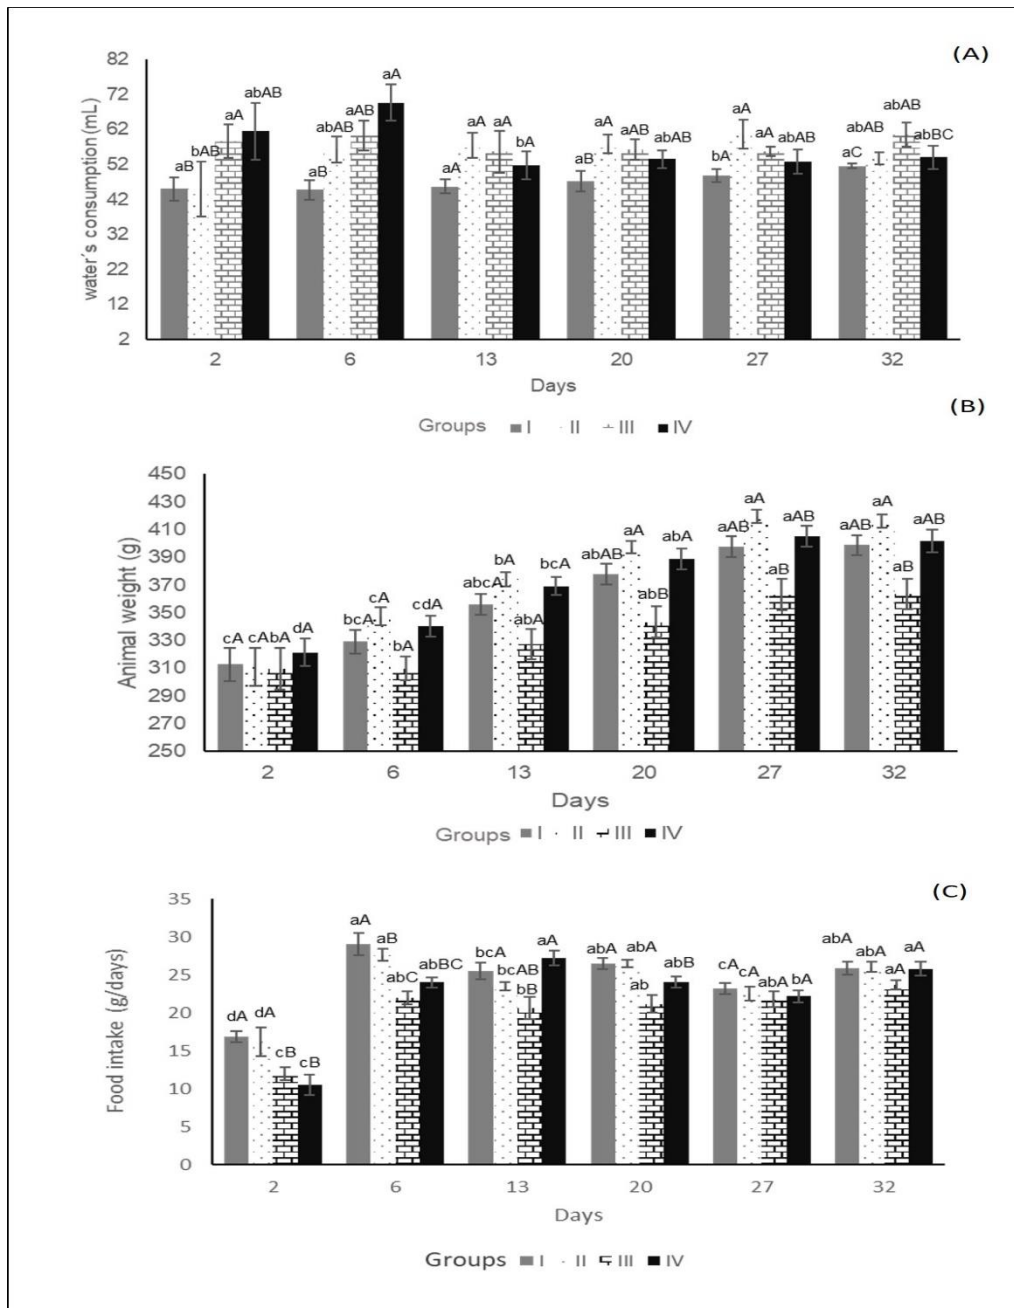 (A)
82
72
62
52
42
32
22
12
2
water´s consumption (mL)
aB bAB aA abAB
aB abAB aAB aA
aA aA aA bA
aB aA aAB abAB
bA aA aA abAB
aC abAB abAB abBC
2 6 13 20 27 32
Days
Groups I II III IV
(B)
450
430
410
390
370
350
330
310
290
270
250
Animal weight (g)
cA cA bA dA
bcA cA bA cdA
abcA bA abA bcA
abAB aA abB abA
aAB aA aB aAB
aAB aA aB aAB
2 6 13 20 27 32
Days
Groups I II III IV
(C)
35
30
25
20
15
10
5
0
Food intake (g/days)
dA dA cB cB
aA aB abC abBC
bcA bcAB bB aA
abA abA ab abB
cA cA abA bA
abA abA aA aA
2 6 13 20 27 32
Days
Groups I II III IV